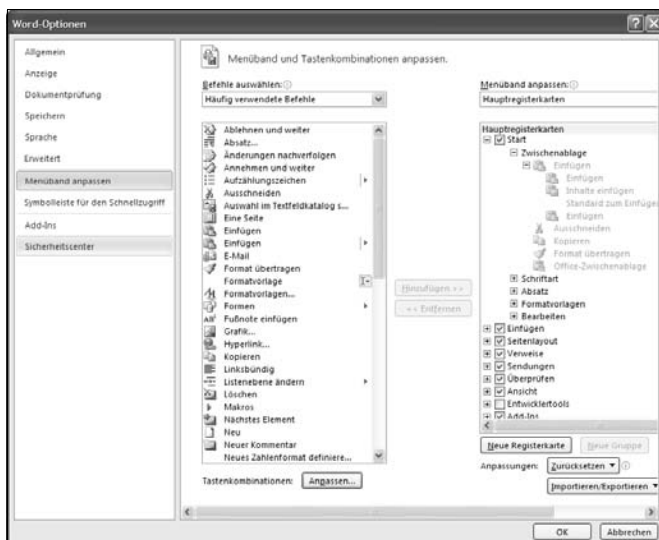 Word-Optionen
Allgemein
Anzeige
Dokumentprüfung
Speichern
Sprache
Erweitert
Menüband anpassen
Symbolleiste für den Schnellzugriff
Add-Ins
Sicherheitscenter
Menüband und Tastenkombinationen anpassen.
Befehle auswählen:
Häufig verwendete Befehle
Ablehnen und weiter
Absatz...
Änderungen nachverfolgen
Annehmen und weiter
Aufzählungszeichen
Ausschneiden
Auswahl im Textfeldkatalog s...
Eine Seite
Einfügen
Einfügen
E-Mail
Format übertragen
Formatvorlage
Formatvorlagen...
Formen
Fußnote einfügen
Grafik...
Hyperlink...
Kopieren
Linksbündig
Listenebene ändern
Löschen
Makros
Nächstes Element
Neu
Neuer Kommentar
Neues Zahlenformat definiere...
Tastenkombinationen: Anpassen...
Hinzufügen >>
<< Entfernen
Menüband anpassen:
Hauptregisterkarten
Hauptregisterkarten
Start
Zwischenablage
Einfügen
Einfügen
Inhalte einfügen
Standard zum Einfügen
Einfügen
Ausschneiden
Kopieren
Format übertragen
Office-Zwischenablage
Schriftart
Absatz
Formatvorlagen
Bearbeiten
Einfügen
Seitenlayout
Verweise
Sendungen
Überprüfen
Ansicht
Entwicklertools
Add-Ins
Neue Registerkarte Neue Gruppe
Anpassungen: Zurücksetzen
Importieren/Exportieren
OK Abbrechen